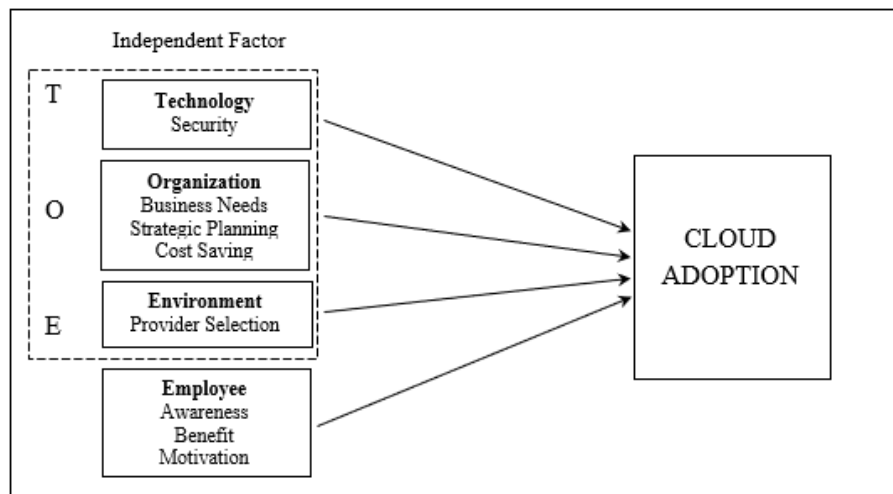 Independent Factor
T
Technology
Security
O
Organization
Business Needs
Strategic Planning
Cost Saving
E
Environment
Provider Selection
Employee
Awareness
Benefit
Motivation
CLOUD
ADOPTION